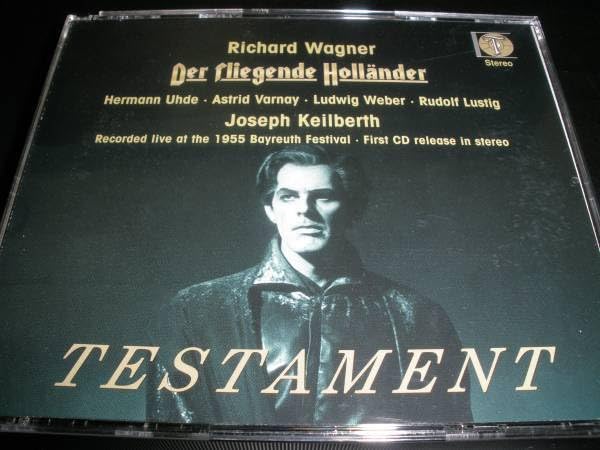 Richard Wagner
Der fliegende Holländer
Hermann Uhde · Astrid Varnay · Ludwig Weber · Rudolf Lustig
Joseph Keilberth
Recorded live at the 1955 Bayreuth Festival · First CD release in stereo
T
Stereo
TESTAMENT